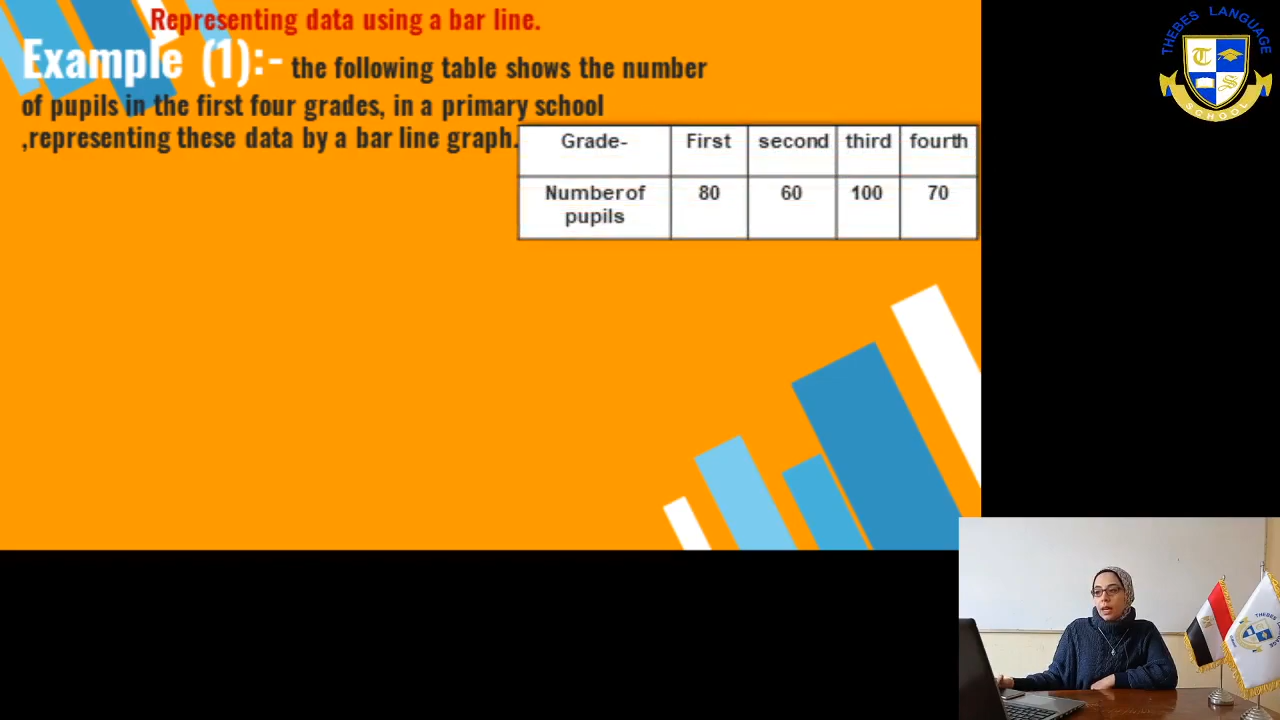 Representing data using a bar line.
Example (1):- the following table shows the number
of pupils in the first four grades, in a primary school
,representing these data by a bar line graph.
Grade- First second third fourth
Number of pupils 80 60 100 70
THEBES LANGUAGE
T C
SCHOOL